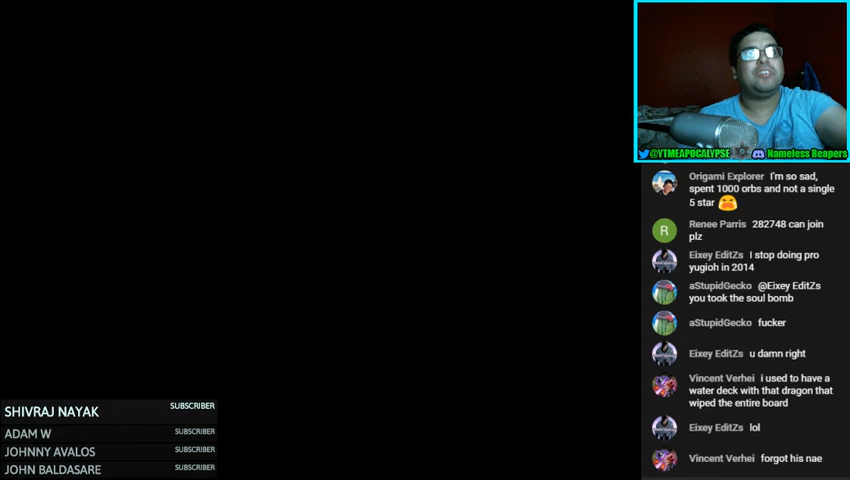 @YTMEAPOCALYPSE Nameless Reapers
Origami Explorer I'm so sad,
spent 1000 orbs and not a single
5 star
R
Renee Parris 282748 can join
plz
Eixey EditZs I stop doing pro
yugioh in 2014
aStupidGecko @Eixey EditZs
you took the soul bomb
aStupidGecko fucker
Eixey EditZs u damn right
Vincent Verhei i used to have a
water deck with that dragon that
wiped the entire board
Eixey EditZs lol
Vincent Verhei forgot his nae
SHIVRAJ NAYAK SUBSCRIBER
ADAM W SUBSCRIBER
JOHNNY AVALOS SUBSCRIBER
JOHN BALDASARE SUBSCRIBER